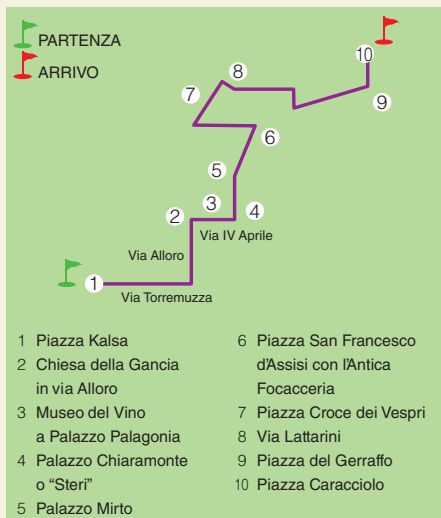 PARTENZA
ARRIVO
10
8
7
9
6
5
3
2
4
Via IV Aprile
Via Alloro
1
Via Torremuzza
1 Piazza Kalsa
2 Chiesa della Gancia
in via Alloro
3 Museo del Vino
a Palazzo Palagonia
4 Palazzo Chiaramonte
o “Steri”
5 Palazzo Mirto
6 Piazza San Francesco
d’Assisi con l’Antica
Focacceria
7 Piazza Croce dei Vespri
8 Via Lattarini
9 Piazza del Gerraffo
10 Piazza Caracciolo